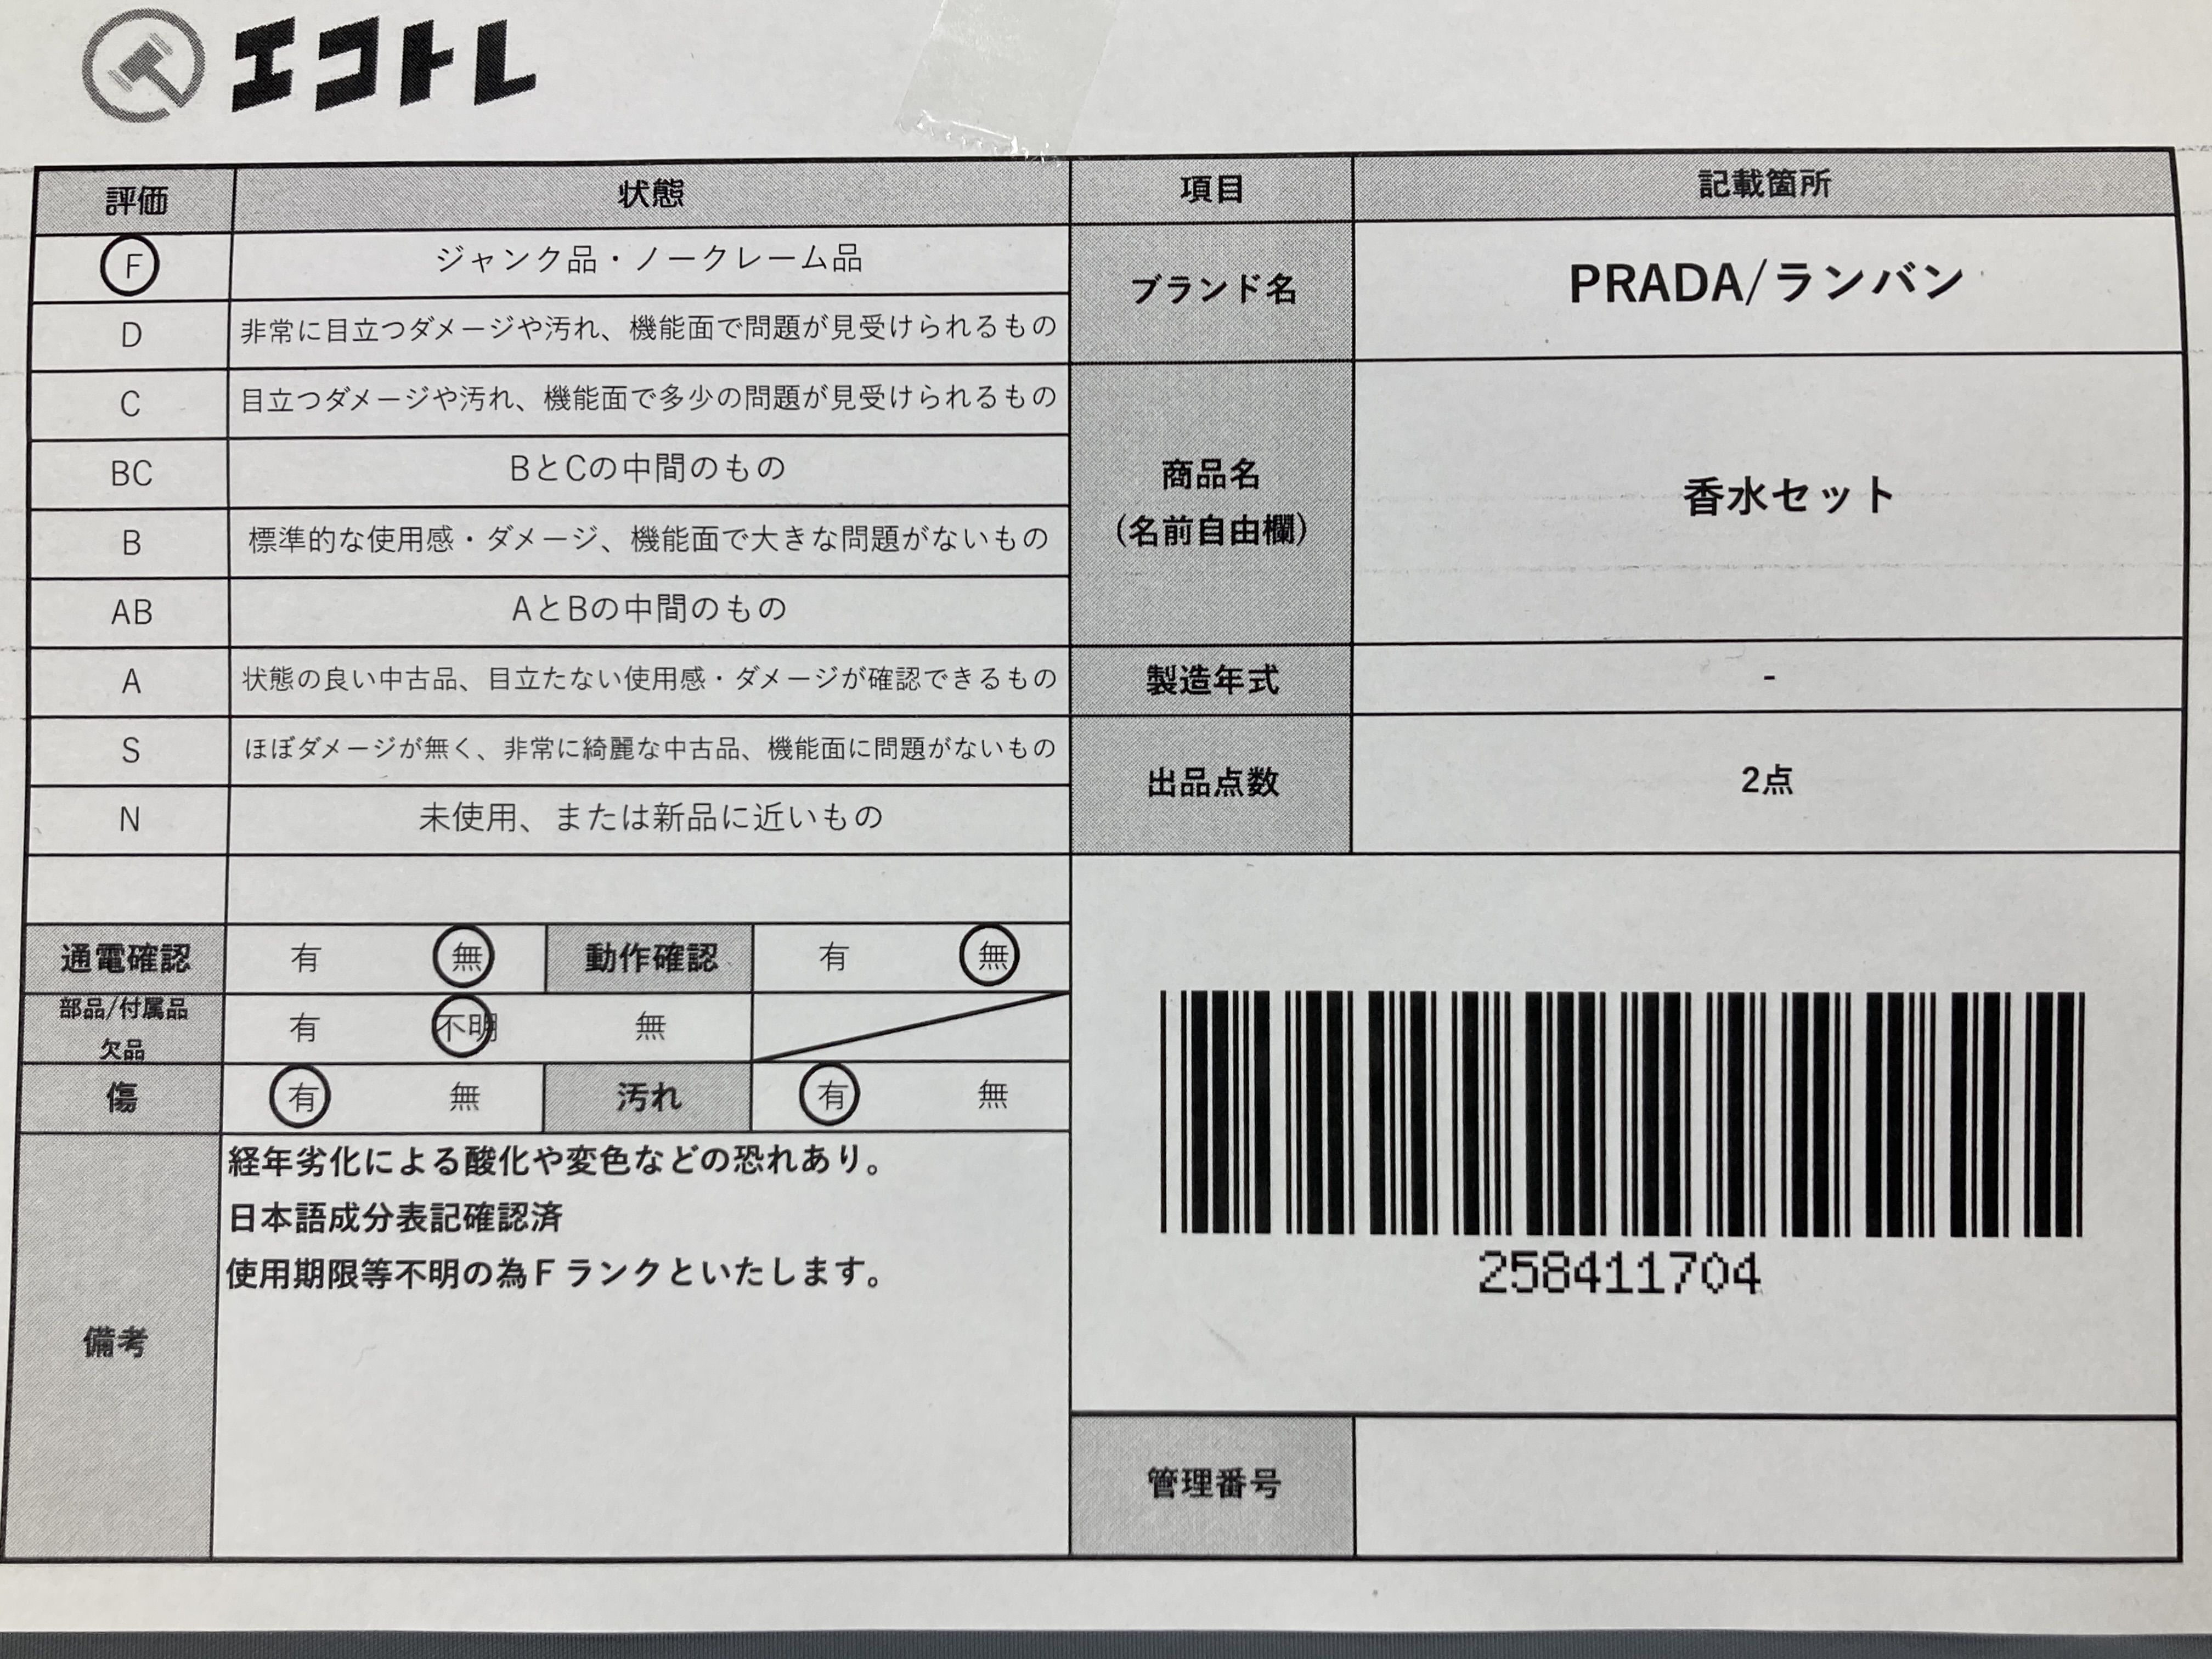 エコトレ
評価 状態 項目 記載箇所
F ジャンク品・ノークレーム品
D 非常に目立つダメージや汚れ、機能面で問題が見受けられるもの
C 目立つダメージや汚れ、機能面で多少の問題が見受けられるもの
BC BとCの中間のもの
B 標準的な使用感・ダメージ、機能面で大きな問題がないもの
AB AとBの中間のもの
A 状態の良い中古品、目立たない使用感・ダメージが確認できるもの
S ほぼダメージが無く、非常に綺麗な中古品、機能面に問題がないもの
N 未使用、または新品に近いもの
ブランド名 PRADA/ランバン
商品名
(名前自由欄)
香水セット
製造年式 -
出品点数 2点
通電確認 有 無 動作確認 有 無
部品/付属品
欠品
有 不明 無
傷 有 無 汚れ 有 無
備考
経年劣化による酸化や変色などの恐れあり。
日本語成分表記確認済
使用期限等不明の為Fランクといたします。
258411704
管理番号